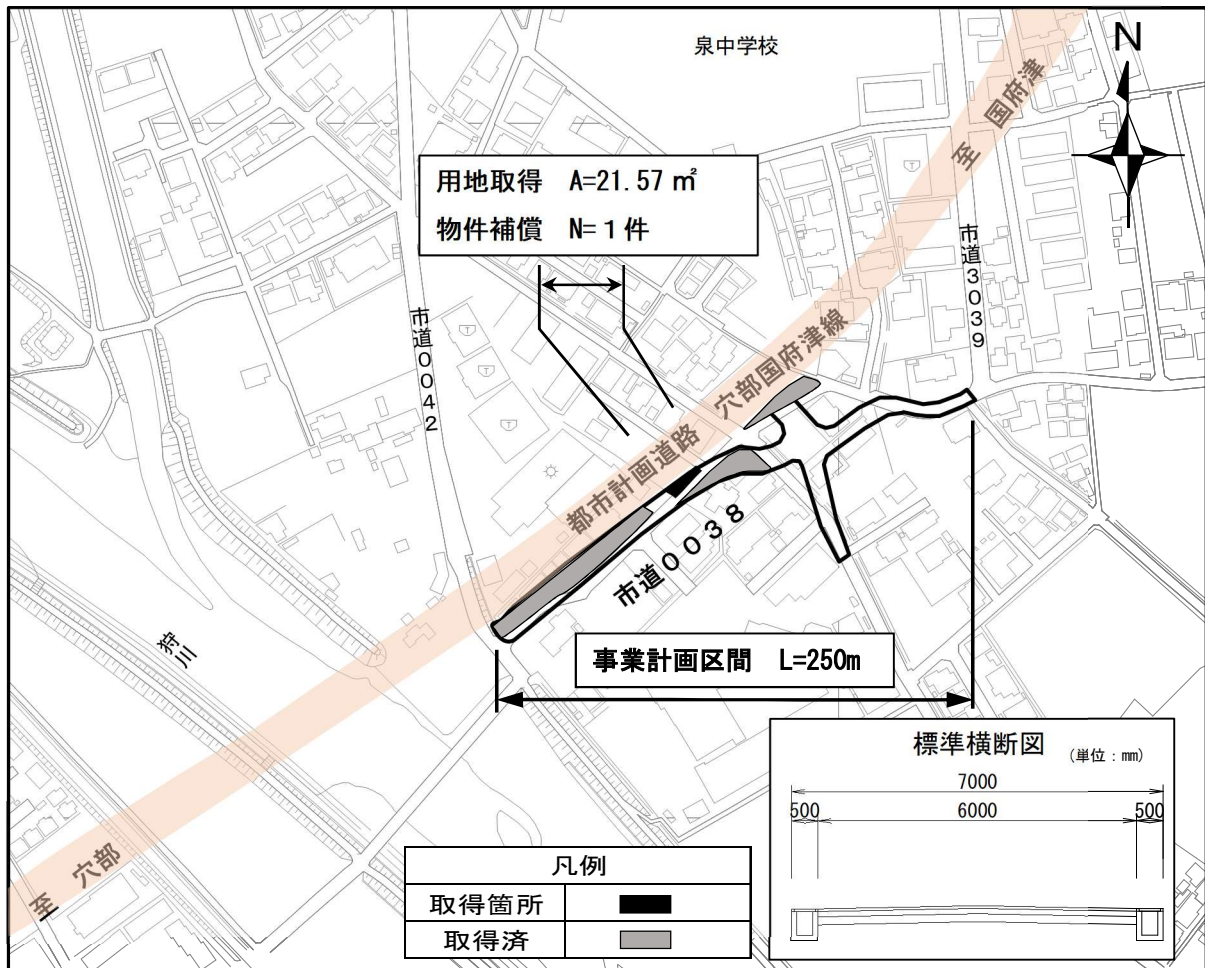 泉中学校
N
用地取得 A=21.57 ㎡
物件補償 N=1件
至 国府津
市道3039
市道0042
都市計画道路 穴部国府津線
市道0038
狩川
事業計画区間 L=250m
至 穴部
標準横断図 (単位:mm)
7000
500 6000 500
凡例
取得箇所
取得済